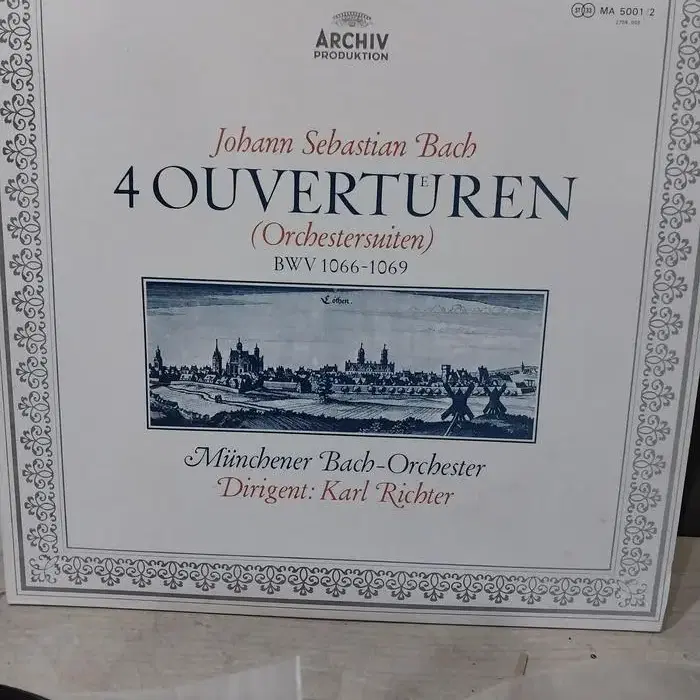 ARCHIV
PRODUKTION
MA 5001/2
Johann Sebastian Bach
4 OUVERTUEREN
(Orchestersuiten)
BWV 1066-1069
Cöthen.
Münchener Bach-Orchester
Dirigent: Karl Richter